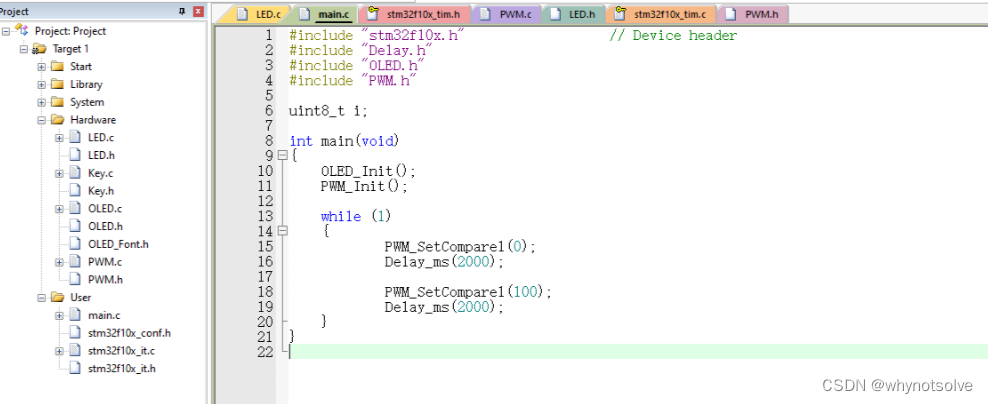 Project
Project: Project
Target 1
Start
Library
System
Hardware
LED.c
LED.h
Key.c
Key.h
OLED.c
OLED.h
OLED_Font.h
PWM.c
PWM.h
User
main.c
stm32f10x_conf.h
stm32f10x_it.c
stm32f10x_it.h
LED.c main.c stm32f10x_tim.h PWM.c LED.h stm32f10x_tim.c PWM.h
1 #include "stm32f10x.h" // Device header
2 #include "Delay.h"
3 #include "OLED.h"
4 #include "PWM.h"
5
6 uint8_t i;
7
8 int main(void)
9 {
10 OLED_Init();
11 PWM_Init();
12
13 while (1)
14 {
15 PWM_SetCompare1(0);
16 Delay_ms(2000);
17
18 PWM_SetCompare1(100);
19 Delay_ms(2000);
20 }
21 }
22
CSDN @whynotsolve